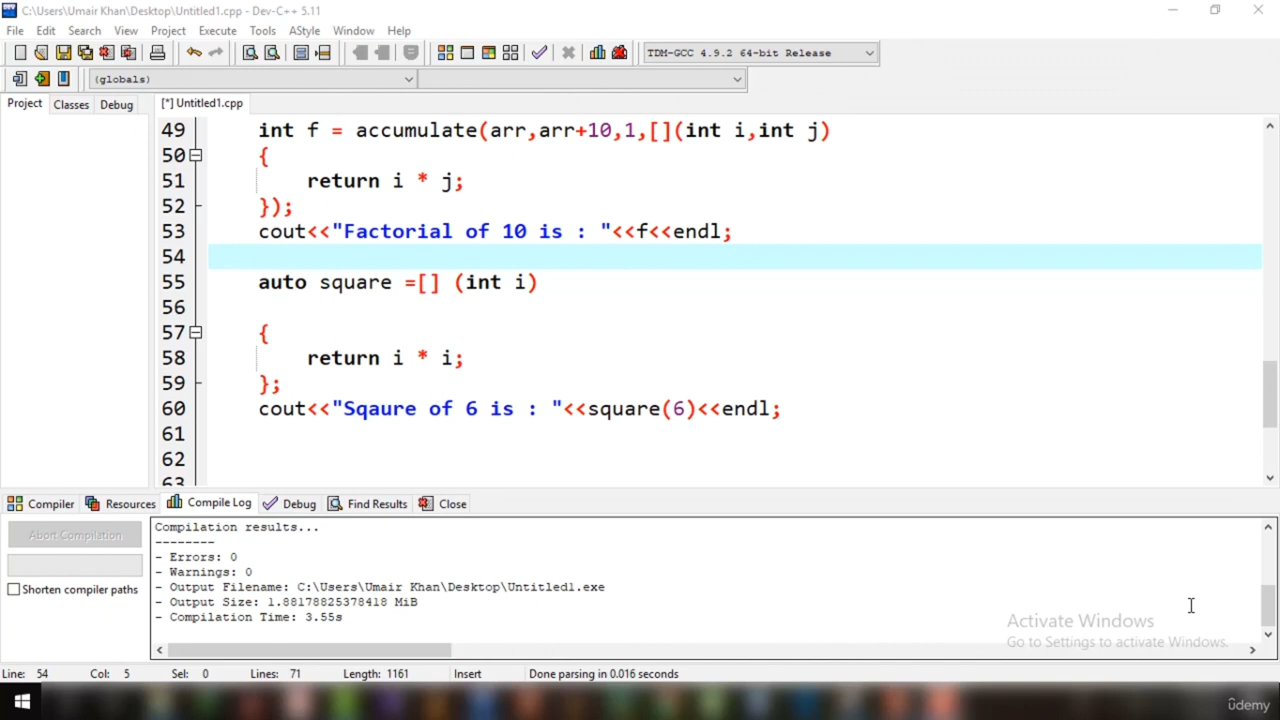 C:\Users\Umair Khan\Desktop\Untitled1.cpp - Dev-C++ 5.11
File Edit Search View Project Execute Tools AStyle Window Help
TDM-GCC 4.9.2 64-bit Release
(globals)
Project Classes Debug [*] Untitled1.cpp
49 int f = accumulate(arr,arr+10,1,[](int i,int j)
50 {
51 return i * j;
52 });
53 cout<<"Factorial of 10 is : "<<f<<endl;
54
55 auto square =[] (int i)
56
57 {
58 return i * i;
59 };
60 cout<<"Sqaure of 6 is : "<<square(6)<<endl;
61
62
63
Compiler Resources Compile Log Debug Find Results Close
Abort Compilation
Shorten compiler paths
Compilation results...
--------
- Errors: 0
- Warnings: 0
- Output Filename: C:\Users\Umair Khan\Desktop\Untitled1.exe
- Output Size: 1.88178825378418 MiB
- Compilation Time: 3.55s
Activate Windows
Go to Settings to activate Windows.
Line: 54 Col: 5 Sel: 0 Lines: 71 Length: 1161 Insert Done parsing in 0.016 seconds
ûdemy